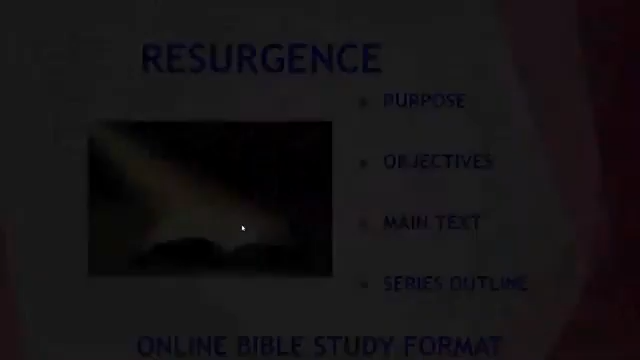 RESURGENCE
PURPOSE
OBJECTIVES
MAIN TEXT
SERIES OUTLINE
ONLINE BIBLE STUDY FORMAT